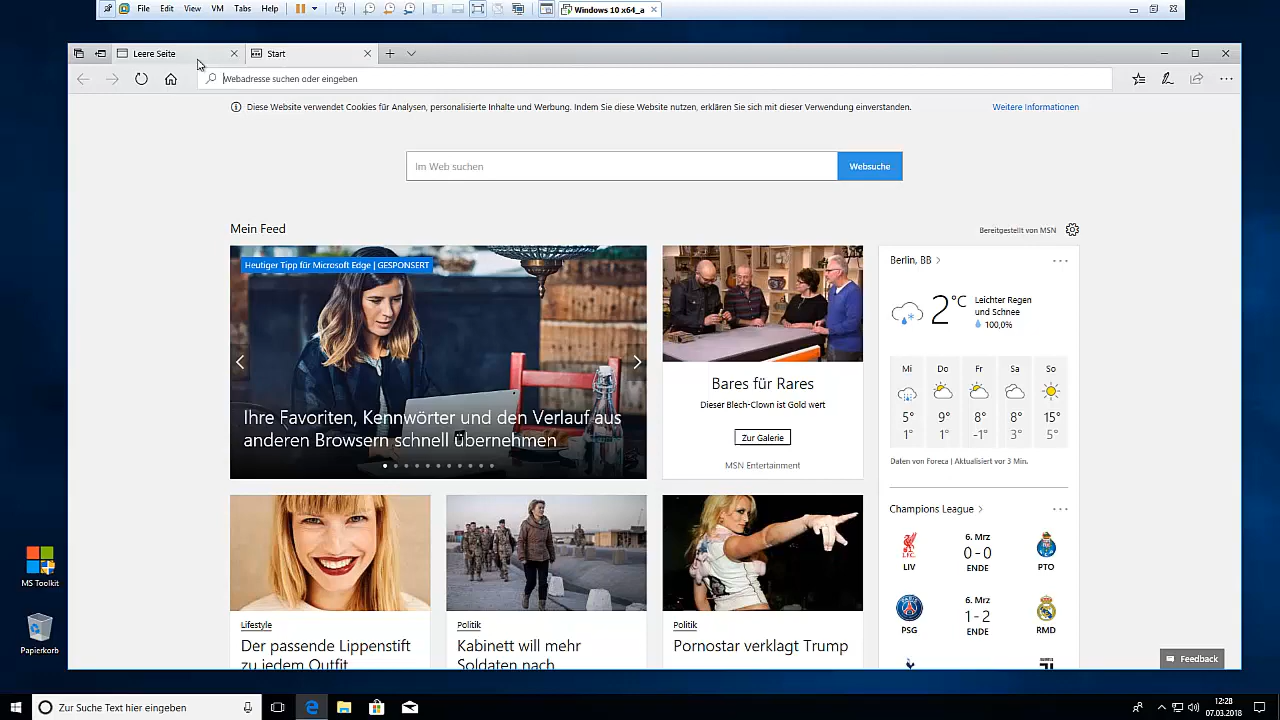 File Edit View VM Tabs Help
Windows 10 x64_a
Leere Seite
Start
Webadresse suchen oder eingeben
Diese Website verwendet Cookies für Analysen, personalisierte Inhalte und Werbung. Indem Sie diese Website nutzen, erklären Sie sich mit dieser Verwendung einverstanden.
Weitere Informationen
Im Web suchen
Websuche
Mein Feed
Bereitgestellt von MSN
Heutiger Tipp für Microsoft Edge | GESPONSERT
Ihre Favoriten, Kennwörter und den Verlauf aus
anderen Browsern schnell übernehmen
Bares für Rares
Dieser Blech-Clown ist Gold wert
Zur Galerie
MSN Entertainment
Berlin, BB
2°C
Leichter Regen
und Schnee
100,0%
Mi Do Fr Sa So
5° 9° 8° 8° 15°
1° 1° -1° 3° 5°
Daten von Foreca | Aktualisiert vor 3 Min.
Champions League
6. Mrz
0-0
ENDE
LIV
PTO
6. Mrz
1-2
ENDE
PSG
RMD
Lifestyle
Der passende Lippenstift
zu jedem Outfit
Politik
Kabinett will mehr
Soldaten nach
Politik
Pornostar verklagt Trump
Feedback
MS Toolkit
Papierkorb
Zur Suche Text hier eingeben
12:28
07.03.2018